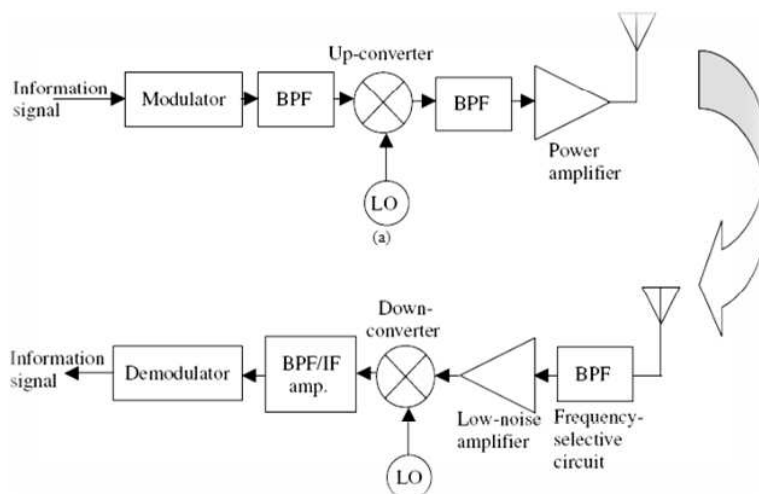 Up-converter
Information
signal
Modulator
BPF
BPF
Power
amplifier
LO
(a)
Down-
converter
Information
signal
Demodulator
BPF/IF
amp.
BPF
Low-noise
amplifier
Frequency-
selective
circuit
LO